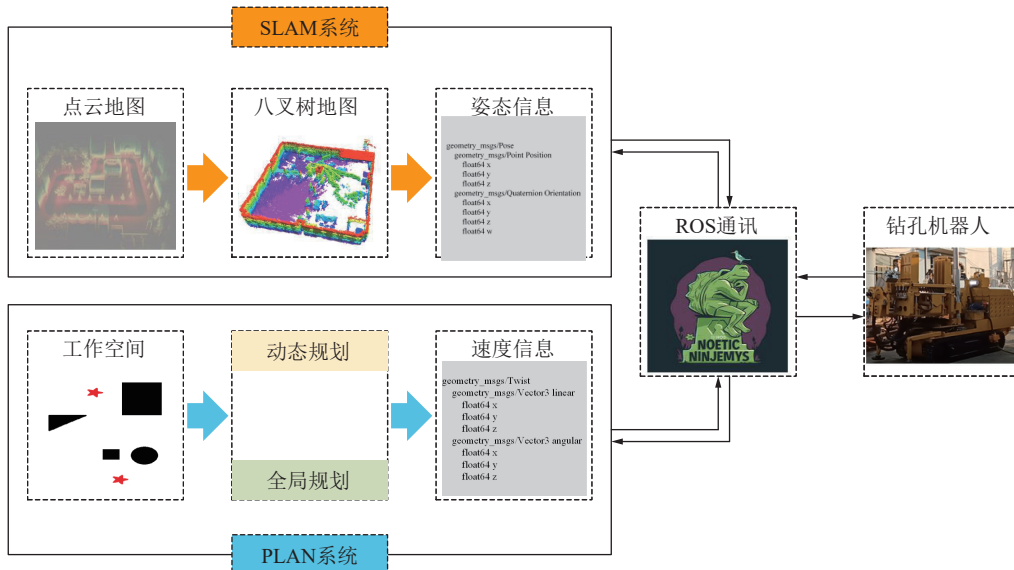 SLAM系统
点云地图
八叉树地图
姿态信息
geometry_msgs/Pose
geometry_msgs/Point Position
float64 x
float64 y
float64 z
geometry_msgs/Quaternion Orientation
float64 x
float64 y
float64 z
float64 w
ROS通讯
NOETIC
NINJEMYS
钻孔机器人
工作空间
动态规划
全局规划
速度信息
geometry_msgs/Twist
geometry_msgs/Vector3 linear
float64 x
float64 y
float64 z
geometry_msgs/Vector3 angular
float64 x
float64 y
float64 z
PLAN系统